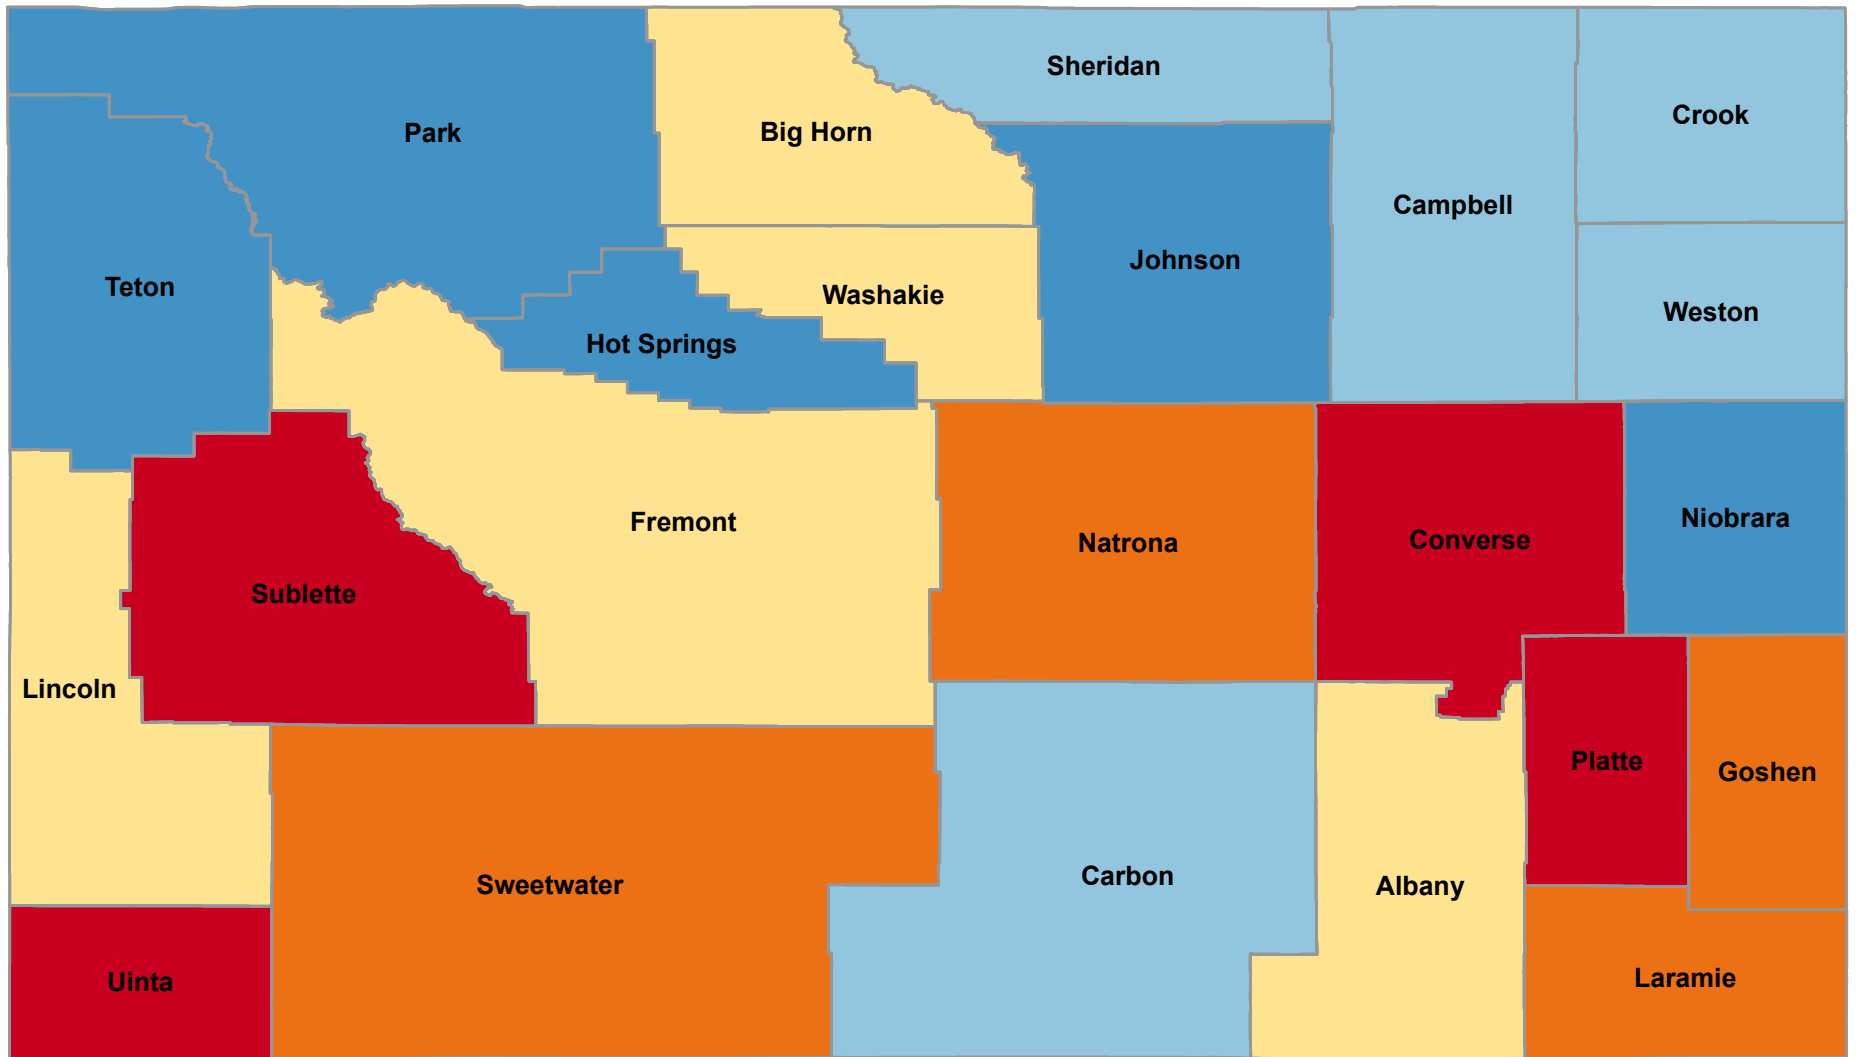 Sheridan
Crook
Park
Big Horn
Campbell
Johnson
Teton
Washakie
Weston
Hot Springs
Niobrara
Fremont
Natrona
Converse
Sublette
Lincoln
Platte
Goshen
Sweetwater
Carbon
Albany
Uinta
Laramie